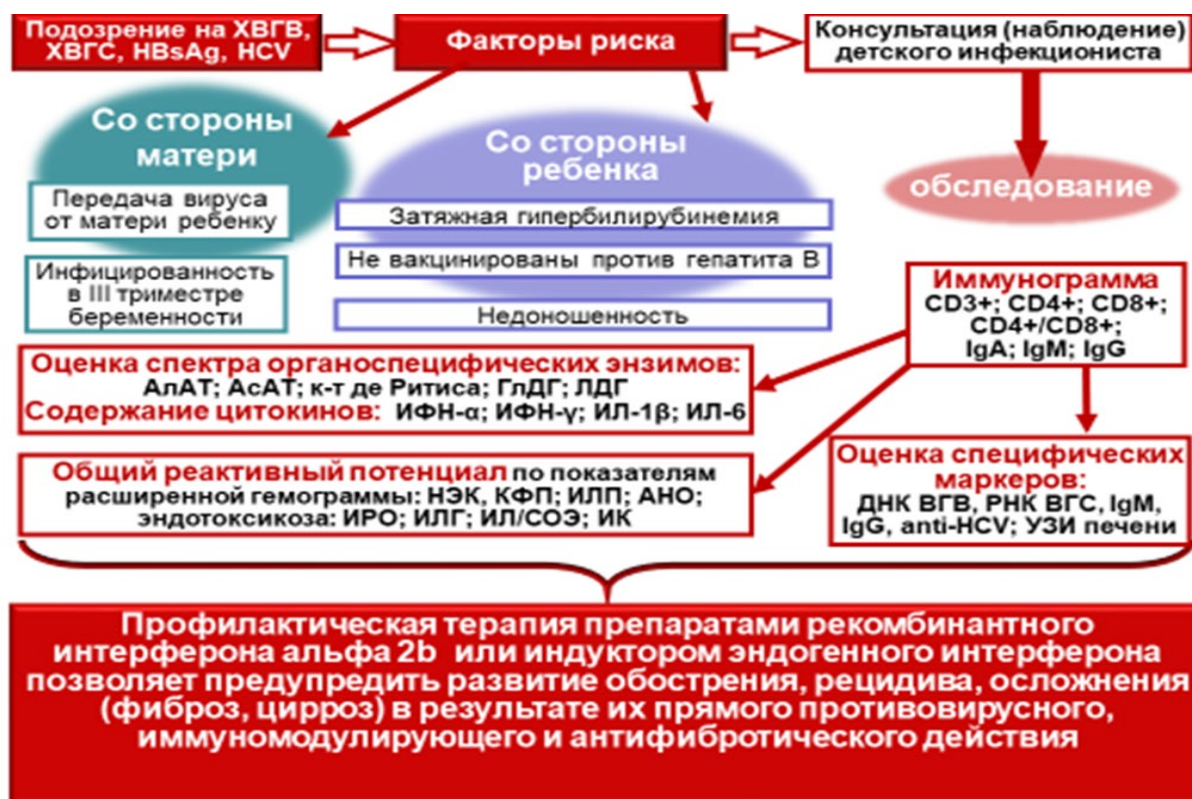 Подозрение на ХВГВ,
ХВГС, HBsAg, HCV
Факторы риска
Консультация (наблюдение)
детского инфекциониста
Со стороны
матери
Передача вируса
от матери ребенку
Инфицированность
в III триместре
беременности
Со стороны
ребенка
Затяжная гипербилирубинемия
Не вакцинированы против гепатита В
Недоношенность
обследование
Иммунограмма
CD3+; CD4+; CD8+;
CD4+/CD8+;
IgA; IgM; IgG
Оценка спектра органоспецифических энзимов:
АлАТ; АсАТ; к-т де Ритиса; ГлДГ; ЛДГ
Содержание цитокинов: ИФН-α; ИФН-γ; ИЛ-1β; ИЛ-6
Общий реактивный потенциал по показателям
расширенной гемограммы: НЭК, КФП; ИЛП; АНО;
эндотоксикоза: ИРО; ИЛГ; ИЛ/СОЭ; ИК
Оценка специфических
маркеров:
ДНК ВГВ, РНК ВГС, IgM,
IgG, anti-HCV; УЗИ печени
Профилактическая терапия препаратами рекомбинантного
интерферона альфа 2b или индуктором эндогенного интерферона
позволяет предупредить развитие обострения, рецидива, осложнения
(фиброз, цирроз) в результате их прямого противовирусного,
иммуномодулирующего и антифибротического действия